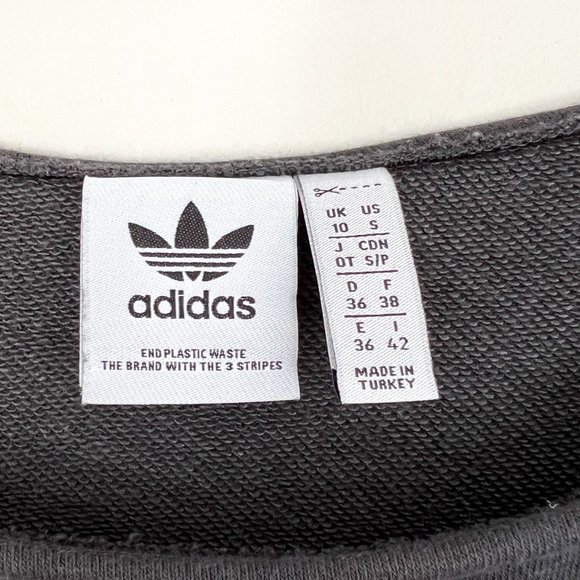 adidas
END PLASTIC WASTE
THE BRAND WITH THE 3 STRIPES
UK US
10 S
J CDN
OT S/P
D F
36 38
E I
36 42
MADE IN
TURKEY